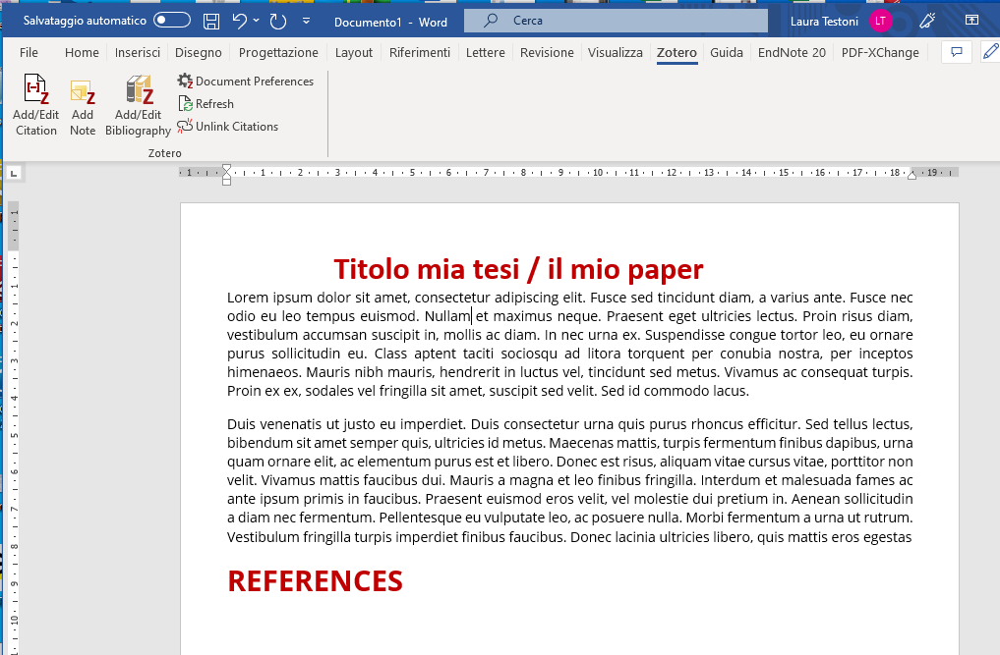 Salvataggio automatico Documento1 - Word Cerca Laura Testoni LT
File Home Inserisci Disegno Progettazione Layout Riferimenti Lettere Revisione Visualizza Zotero Guida EndNote 20 PDF-XChange
Add/Edit Citation
Add Note
Add/Edit Bibliography
Document Preferences
Refresh
Unlink Citations
Zotero
1 1 2 3 4 5 6 7 8 9 10 11 12 13 14 15 16 17 18 19
1 1 2 3 4 5 6 7 8 9 10
Titolo mia tesi / il mio paper
Lorem ipsum dolor sit amet, consectetur adipiscing elit. Fusce sed tincidunt diam, a varius ante. Fusce nec
odio eu leo tempus euismod. Nullam et maximus neque. Praesent eget ultricies lectus. Proin risus diam,
vestibulum accumsan suscipit in, mollis ac diam. In nec urna ex. Suspendisse congue tortor leo, eu ornare
purus sollicitudin eu. Class aptent taciti sociosqu ad litora torquent per conubia nostra, per inceptos
himenaeos. Mauris nibh mauris, hendrerit in luctus vel, tincidunt sed metus. Vivamus ac consequat turpis.
Proin ex ex, sodales vel fringilla sit amet, suscipit sed velit. Sed id commodo lacus.
Duis venenatis ut justo eu imperdiet. Duis consectetur urna quis purus rhoncus efficitur. Sed tellus lectus,
bibendum sit amet semper quis, ultricies id metus. Maecenas mattis, turpis fermentum finibus dapibus, urna
quam ornare elit, ac elementum purus est et libero. Donec est risus, aliquam vitae cursus vitae, porttitor non
velit. Vivamus mattis faucibus dui. Mauris a magna et leo finibus fringilla. Interdum et malesuada fames ac
ante ipsum primis in faucibus. Praesent euismod eros velit, vel molestie dui pretium in. Aenean sollicitudin
a diam nec fermentum. Pellentesque eu vulputate leo, ac posuere nulla. Morbi fermentum a urna ut rutrum.
Vestibulum fringilla turpis imperdiet finibus faucibus. Donec lacinia ultricies libero, quis mattis eros egestas
REFERENCES